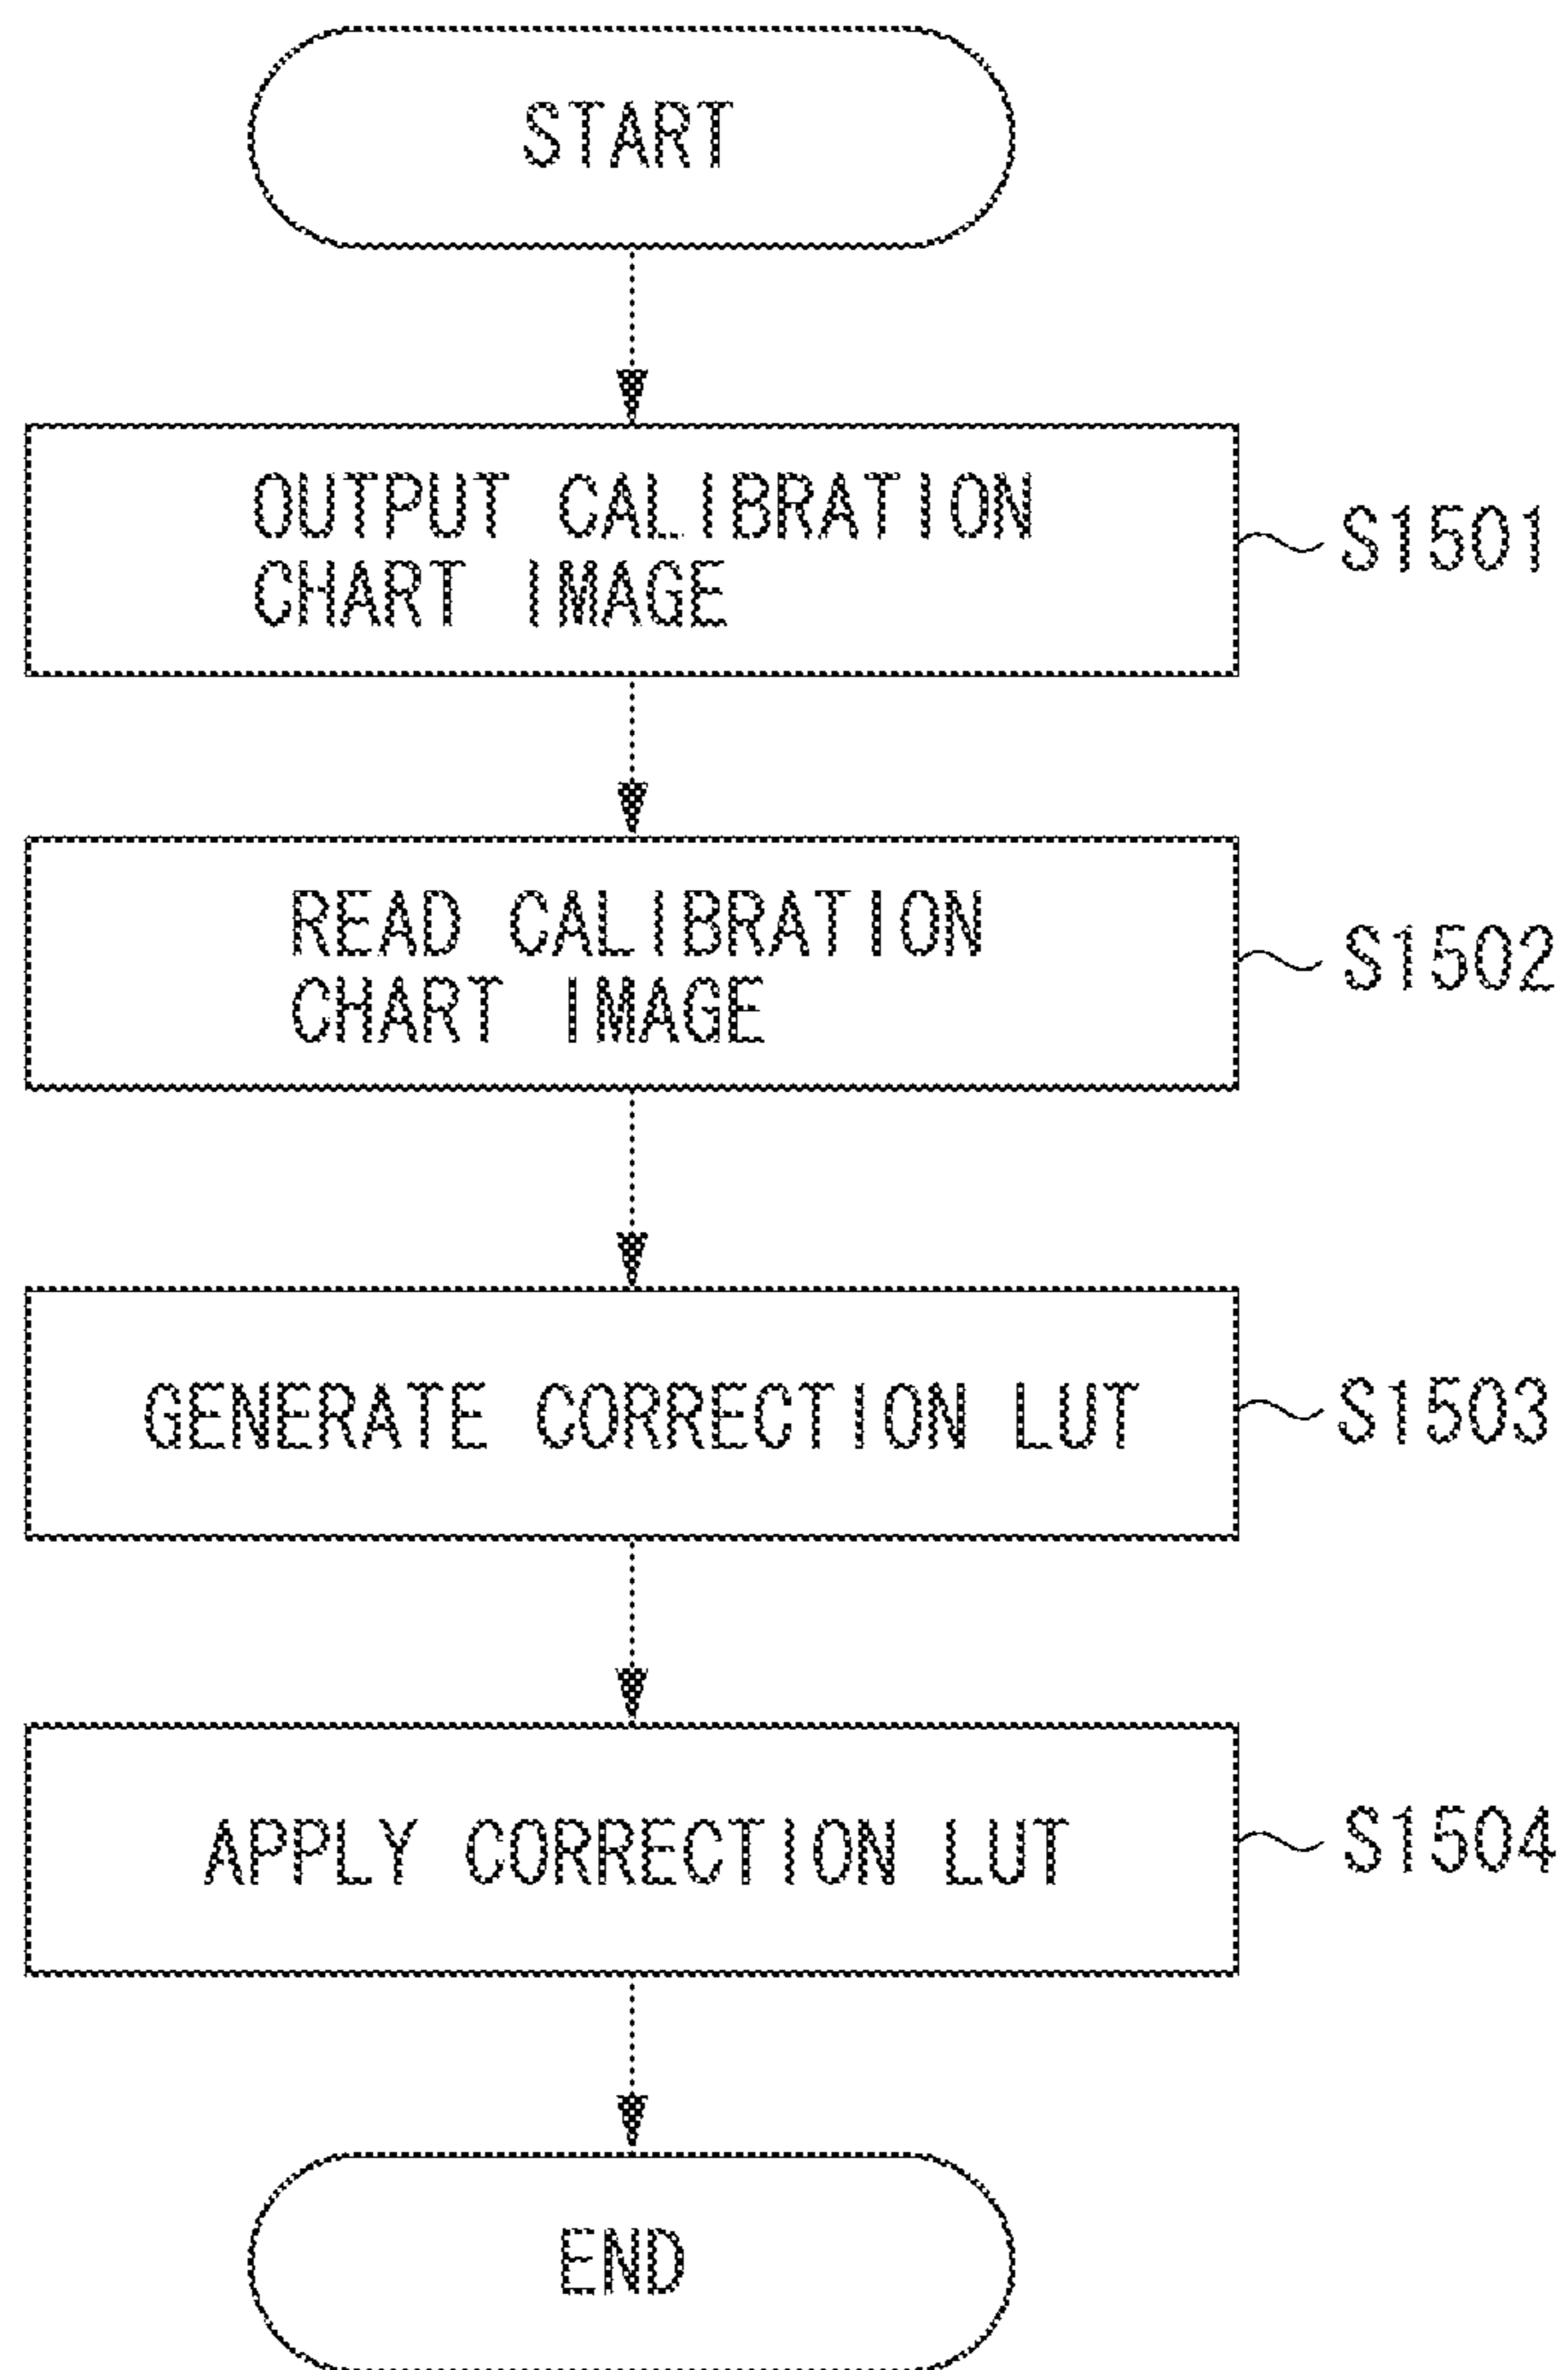 START
OUTPUT CALIBRATION
CHART IMAGE
S1501
READ CALIBRATION
CHART IMAGE
S1502
GENERATE CORRECTION LUT
S1503
APPLY CORRECTION LUT
S1504
END